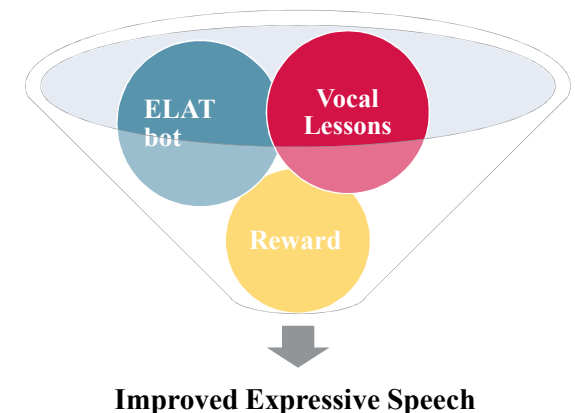 ELAT
bot
Vocal
Lessons
Reward
Improved Expressive Speech